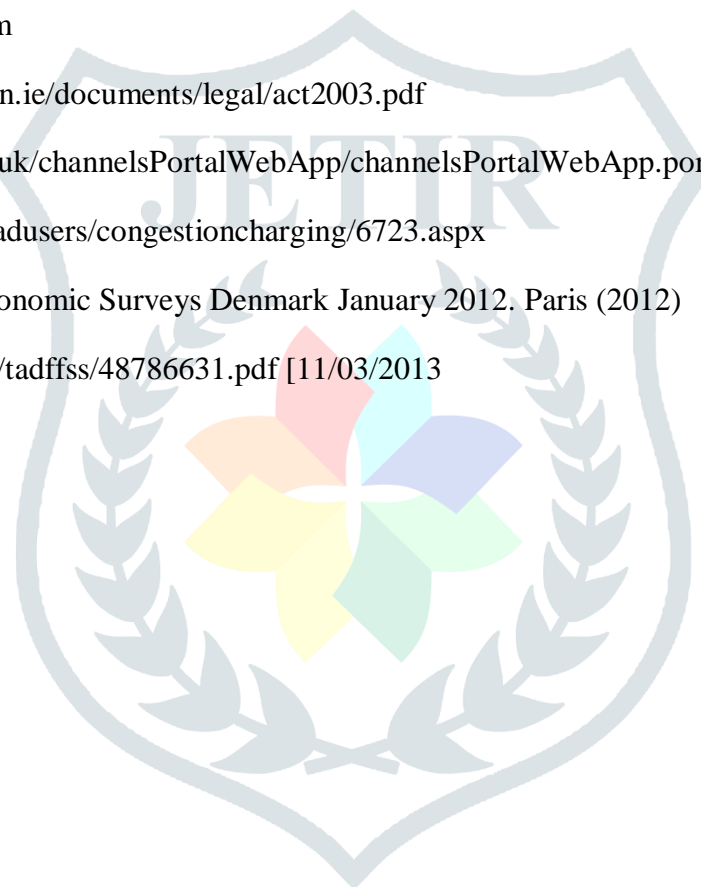 m
n.ie/documents/legal/act2003.pdf
JETIR
uk/channelsPortalWebApp/channelsPortalWebApp.por
adusers/congestioncharging/6723.aspx
onomic Surveys Denmark January 2012. Paris (2012)
/tadffss/48786631.pdf [11/03/2013